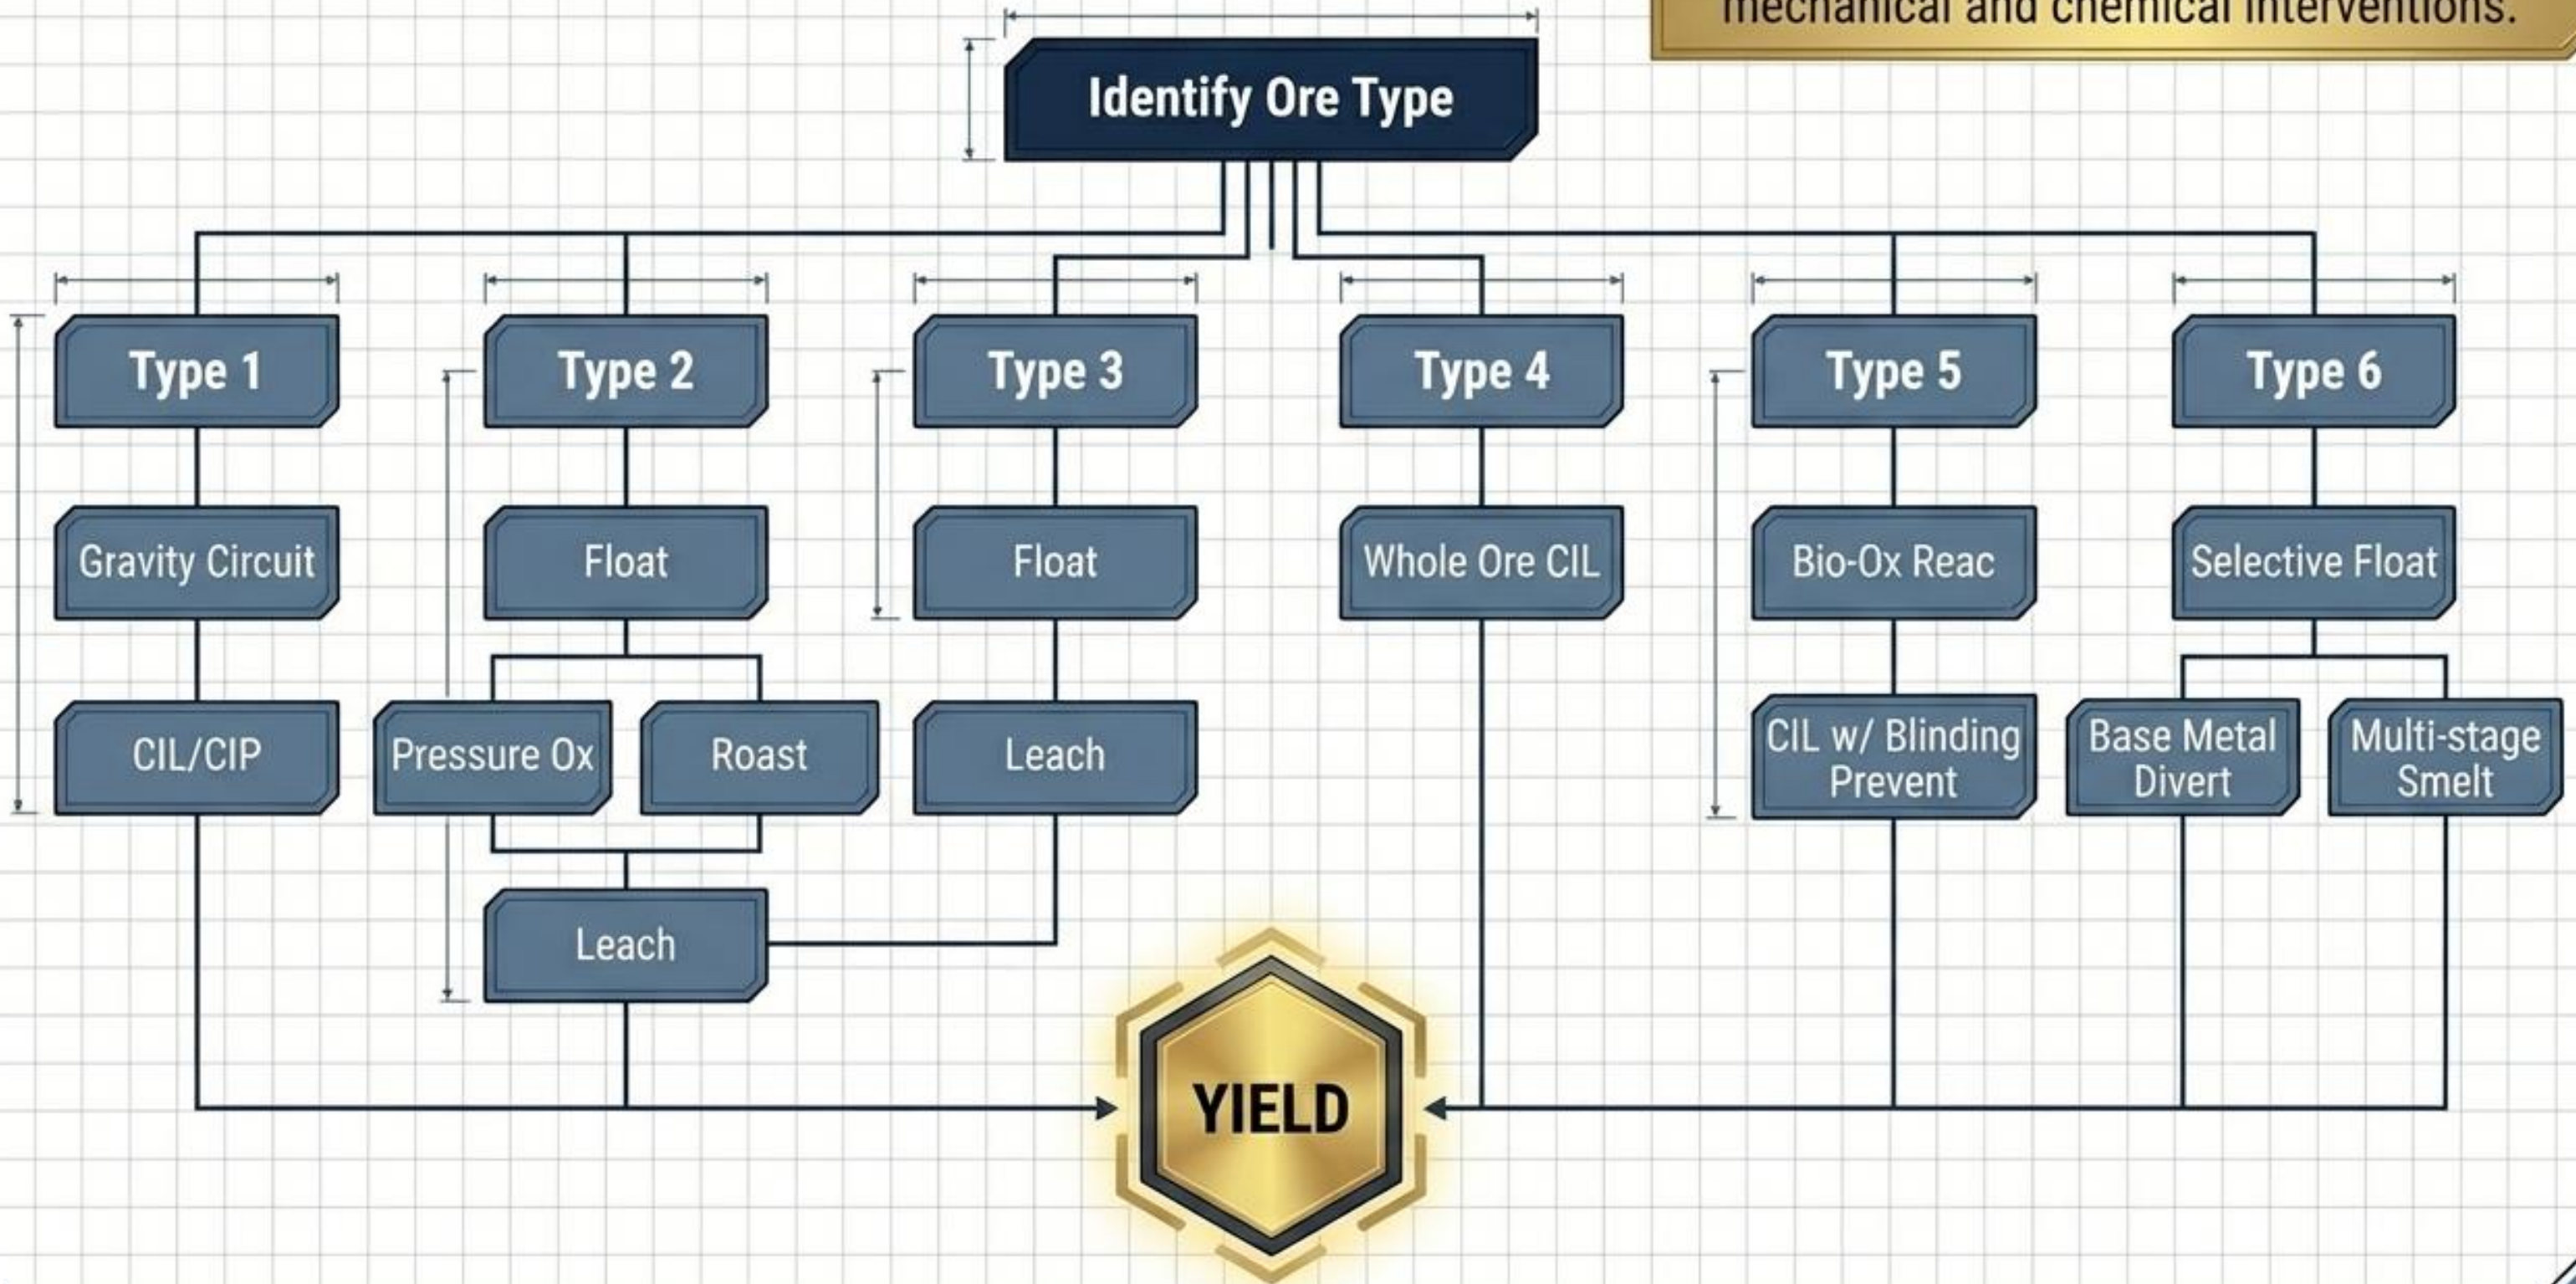 mechanical and chemical interventions.
Identify Ore Type
Type 1
Type 2
Type 3
Type 4
Type 5
Type 6
Gravity Circuit
Float
Float
Whole Ore CIL
Bio-Ox Reac
Selective Float
CIL/CIP
Pressure Ox
Roast
Leach
CIL w/ Blinding
Prevent
Base Metal
Divert
Multi-stage
Smelt
Leach
YIELD